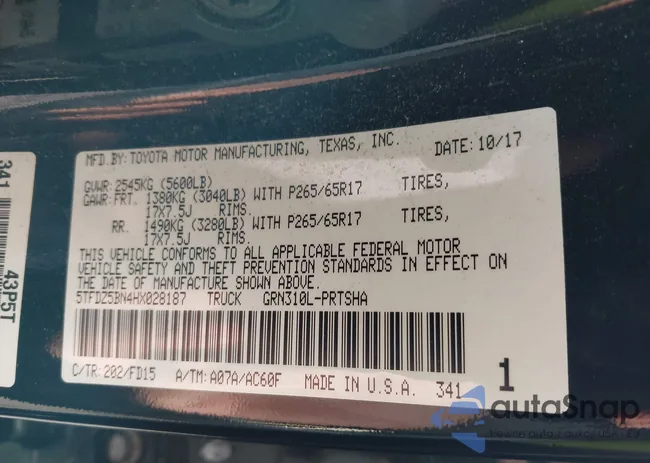 MFD.BY: TOYOTA MOTOR MANUFACTURING, TEXAS, INC. DATE: 10/17
GVWR: 2545KG (5600LB)
GAWR: FRT. 1380KG (3040LB) WITH P265/65R17 TIRES,
17X7.5J RIMS.
RR. 1490KG (3280LB) WITH P265/65R17 TIRES,
17X7.5J RIMS.
THIS VEHICLE CONFORMS TO ALL APPLICABLE FEDERAL MOTOR
VEHICLE SAFETY AND THEFT PREVENTION STANDARDS IN EFFECT ON
THE DATE OF MANUFACTURE SHOWN ABOVE.
5TFDZ5BN4HX028187 TRUCK GRN310L-PRTSHA
C/TR: 202/FD15 A/TM: A07A/AC60F MADE IN U.S.A. 341
1
341
43P5T
autoSnap